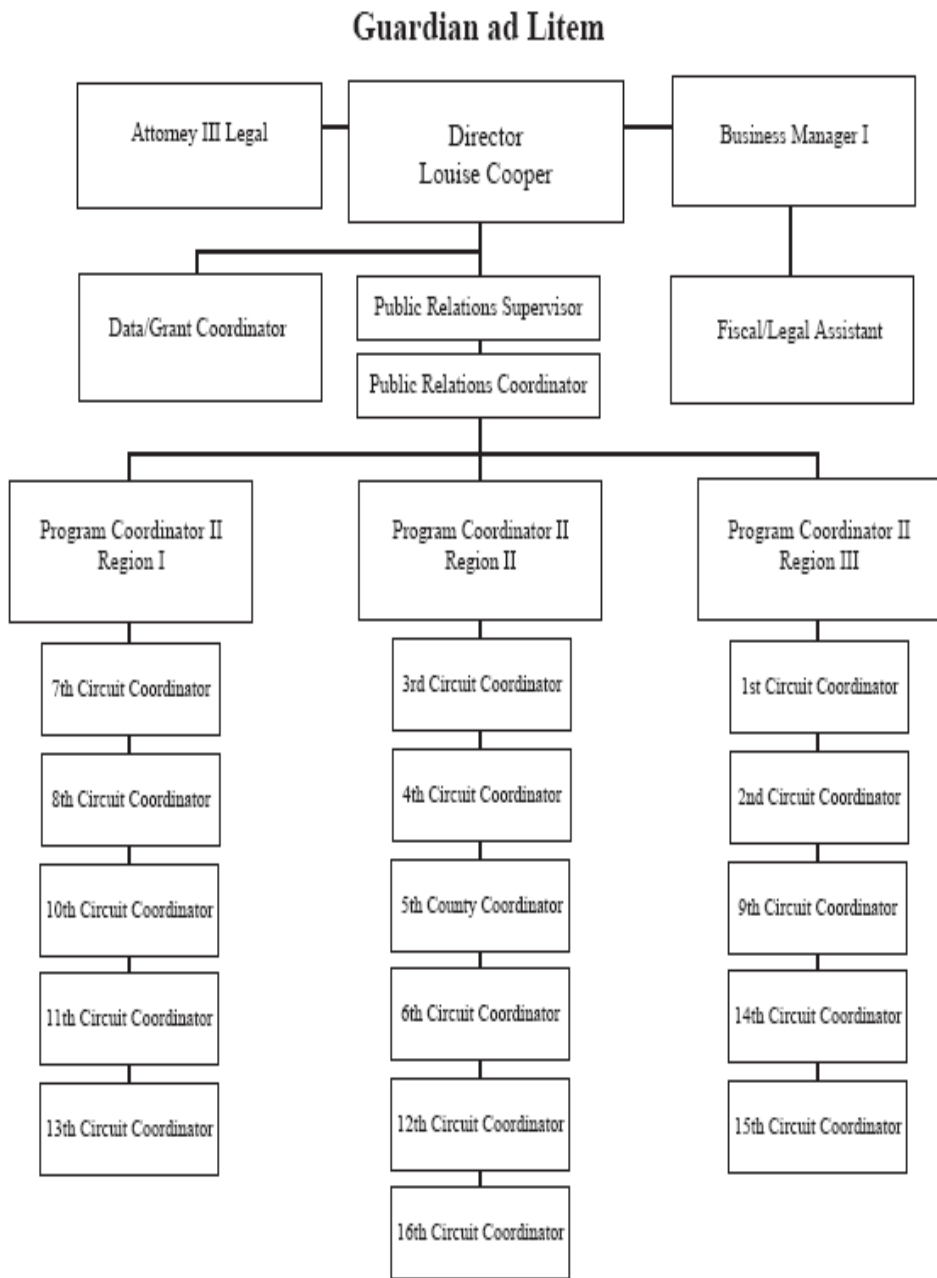 Guardian ad Litem
Attorney III Legal
Director
Louise Cooper
Business Manager I
Data/Grant Coordinator
Public Relations Supervisor
Public Relations Coordinator
Fiscal/Legal Assistant
Program Coordinator II
Region I
Program Coordinator II
Region II
Program Coordinator II
Region III
7th Circuit Coordinator
8th Circuit Coordinator
10th Circuit Coordinator
11th Circuit Coordinator
13th Circuit Coordinator
3rd Circuit Coordinator
4th Circuit Coordinator
5th County Coordinator
6th Circuit Coordinator
12th Circuit Coordinator
16th Circuit Coordinator
1st Circuit Coordinator
2nd Circuit Coordinator
9th Circuit Coordinator
14th Circuit Coordinator
15th Circuit Coordinator